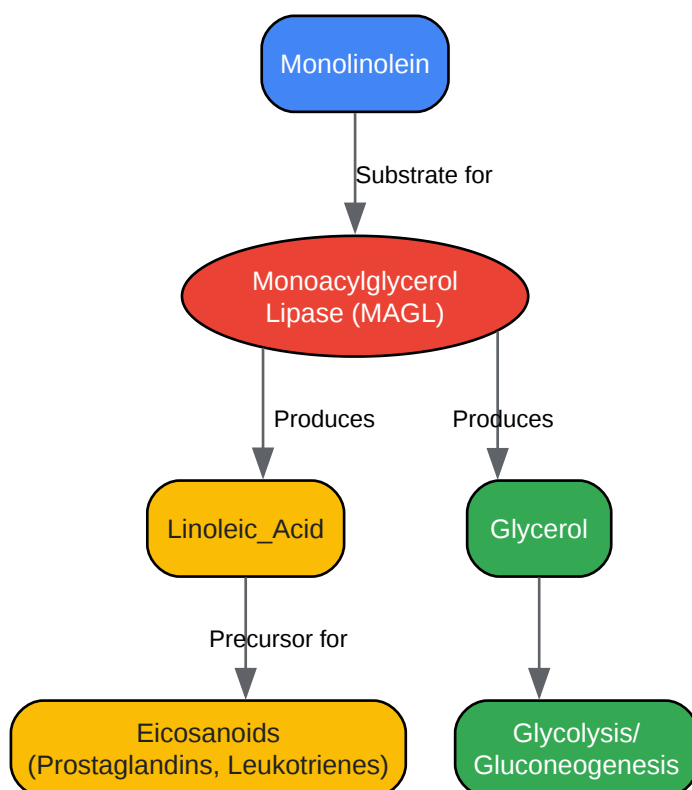 Monolinolein
Substrate for
Monoacylglycerol
Lipase (MAGL)
Produces
Produces
Linoleic_Acid
Glycerol
Precursor for
Eicosanoids
(Prostaglandins, Leukotrienes)
Glycolysis/
Gluconeogenesis